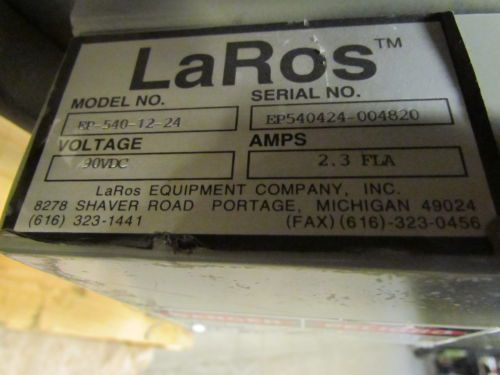 LaRos™
MODEL NO. SERIAL NO.
EP-540-12-24 EP540424-004820
VOLTAGE AMPS
90VDC 2.3 FLA
LaRos EQUIPMENT COMPANY, INC.
8278 SHAVER ROAD PORTAGE, MICHIGAN 49024
(616) 323-1441 (FAX) (616)-323-0456